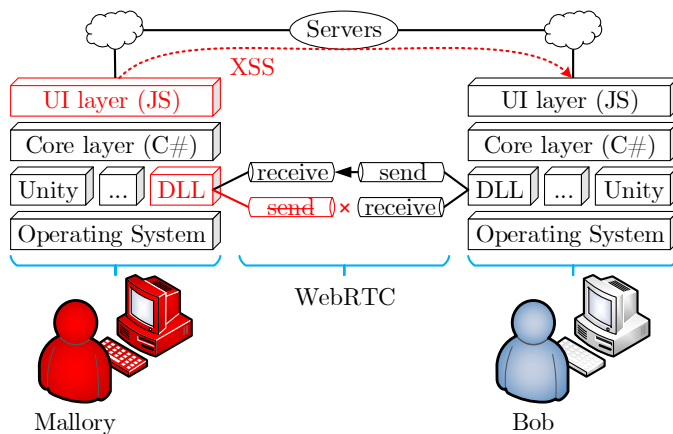 Servers
XSS
UI layer (JS)
UI layer (JS)
Core layer (C#)
Core layer (C#)
Unity ... DLL
receive send
DLL ... Unity
send × receive
Operating System
Operating System
WebRTC
Mallory
Bob